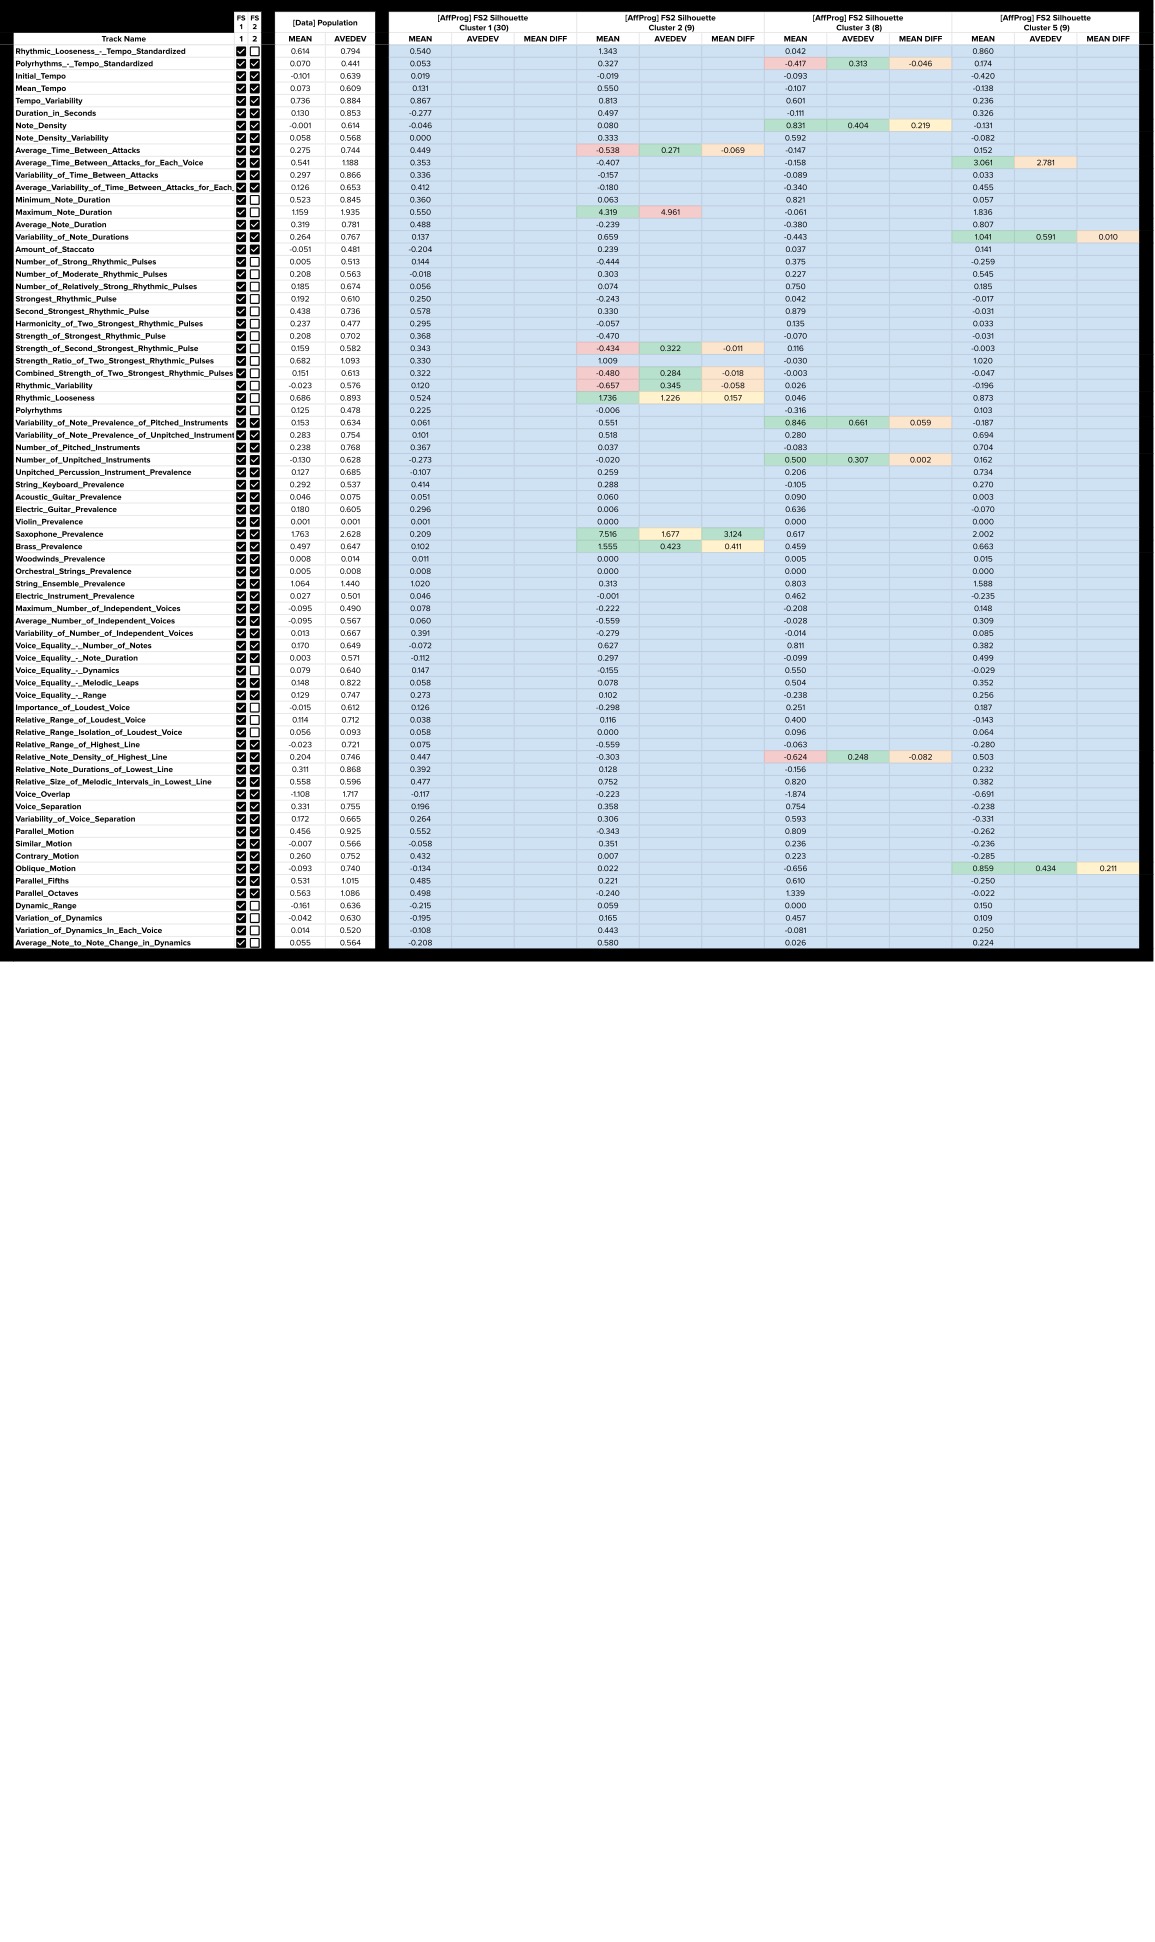 FS FS
1 2
[Data] Population
[AffProg] FS2 Silhouette
Cluster 1 (30)
[AffProg] FS2 Silhouette
Cluster 2 (9)
[AffProg] FS2 Silhouette
Cluster 3 (8)
[AffProg] FS2 Silhouette
Cluster 5 (9)
Track Name 1 2 MEAN AVEDEV MEAN AVEDEV MEAN DIFF MEAN AVEDEV MEAN DIFF MEAN AVEDEV MEAN DIFF MEAN AVEDEV MEAN DIFF
Rhythmic_Looseness_-_Tempo_Standardized 0.614 0.794 0.540 1.343 0.042 0.860
Polyrhythms_-_Tempo_Standardized 0.070 0.441 0.053 0.327 -0.417 0.313 -0.046 0.174
Initial_Tempo -0.101 0.639 0.019 -0.019 -0.093 -0.420
Mean_Tempo 0.073 0.609 0.131 0.550 -0.107 -0.138
Tempo_Variability 0.736 0.884 0.867 0.813 0.601 0.236
Duration_in_Seconds 0.130 0.853 -0.277 0.497 -0.111 0.326
Note_Density -0.001 0.614 -0.046 0.080 0.831 0.404 0.219 -0.131
Note_Density_Variability 0.058 0.568 0.000 0.333 0.592 -0.082
Average_Time_Between_Attacks 0.275 0.744 0.449 -0.538 0.271 -0.069 -0.147 0.152
Average_Time_Between_Attacks_for_Each_Voice 0.541 1.188 0.353 -0.407 -0.158 3.061 2.781
Variability_of_Time_Between_Attacks 0.297 0.866 0.336 -0.157 -0.089 0.033
Average_Variability_of_Time_Between_Attacks_for_Each_ 0.126 0.653 0.412 -0.180 -0.340 0.455
Minimum_Note_Duration 0.523 0.845 0.360 0.063 0.821 0.057
Maximum_Note_Duration 1.159 1.935 0.550 4.319 4.961 -0.061 1.836
Average_Note_Duration 0.319 0.781 0.488 -0.239 -0.380 0.807
Variability_of_Note_Durations 0.264 0.767 0.137 0.659 -0.443 1.041 0.591 0.010
Amount_of_Staccato -0.051 0.481 -0.204 0.239 0.037 0.141
Number_of_Strong_Rhythmic_Pulses 0.005 0.513 0.144 -0.444 0.375 -0.259
Number_of_Moderate_Rhythmic_Pulses 0.208 0.563 -0.018 0.303 0.227 0.545
Number_of_Relatively_Strong_Rhythmic_Pulses 0.185 0.674 0.056 0.074 0.750 0.185
Strongest_Rhythmic_Pulse 0.192 0.610 0.250 -0.243 0.042 -0.017
Second_Strongest_Rhythmic_Pulse 0.438 0.736 0.578 0.330 0.879 -0.031
Harmonicity_of_Two_Strongest_Rhythmic_Pulses 0.237 0.477 0.295 -0.057 0.135 0.033
Strength_of_Strongest_Rhythmic_Pulse 0.208 0.702 0.368 -0.470 -0.070 -0.031
Strength_of_Second_Strongest_Rhythmic_Pulse 0.159 0.582 0.343 -0.434 0.322 -0.011 0.116 -0.003
Strength_Ratio_of_Two_Strongest_Rhythmic_Pulses 0.682 1.093 0.330 1.009 -0.030 1.020
Combined_Strength_of_Two_Strongest_Rhythmic_Pulses 0.151 0.613 0.322 -0.480 0.284 -0.018 -0.003 -0.047
Rhythmic_Variability -0.023 0.576 0.120 -0.657 0.345 -0.058 0.026 -0.196
Rhythmic_Looseness 0.686 0.893 0.524 1.736 1.226 0.157 0.046 0.873
Polyrhythms 0.125 0.478 0.225 -0.006 -0.316 0.103
Variability_of_Note_Prevalence_of_Pitched_Instruments 0.153 0.634 0.061 0.551 0.846 0.661 0.059 -0.187
Variability_of_Note_Prevalence_of_Unpitched_Instrument 0.283 0.754 0.101 0.518 0.280 0.694
Number_of_Pitched_Instruments 0.238 0.768 0.367 0.037 -0.083 0.704
Number_of_Unpitched_Instruments -0.130 0.628 -0.273 -0.020 0.500 0.307 0.002 0.162
Unpitched_Percussion_Instrument_Prevalence 0.127 0.685 -0.107 0.259 0.206 0.734
String_Keyboard_Prevalence 0.292 0.537 0.414 0.288 -0.105 0.270
Acoustic_Guitar_Prevalence 0.046 0.075 0.051 0.060 0.090 0.003
Electric_Guitar_Prevalence 0.180 0.605 0.296 0.006 0.636 -0.070
Violin_Prevalence 0.001 0.001 0.001 0.000 0.000 0.000
Saxophone_Prevalence 1.763 2.628 0.209 7.516 1.677 3.124 0.617 2.002
Brass_Prevalence 0.497 0.647 0.102 1.555 0.423 0.411 0.459 0.663
Woodwinds_Prevalence 0.008 0.014 0.011 0.000 0.005 0.015
Orchestral_Strings_Prevalence 0.005 0.008 0.008 0.000 0.000 0.000
String_Ensemble_Prevalence 1.064 1.440 1.020 0.313 0.803 1.588
Electric_Instrument_Prevalence 0.027 0.501 0.046 -0.001 0.462 -0.235
Maximum_Number_of_Independent_Voices -0.095 0.490 0.078 -0.222 -0.208 0.148
Average_Number_of_Independent_Voices -0.095 0.567 0.060 -0.559 -0.028 0.309
Variability_of_Number_of_Independent_Voices 0.013 0.667 0.391 -0.279 -0.014 0.085
Voice_Equality_-_Number_of_Notes 0.170 0.649 -0.072 0.627 0.811 0.382
Voice_Equality_-_Note_Duration 0.003 0.571 -0.112 0.297 -0.099 0.499
Voice_Equality_-_Dynamics 0.079 0.640 0.147 -0.155 0.550 -0.029
Voice_Equality_-_Melodic_Leaps 0.148 0.822 0.058 0.078 0.504 0.352
Voice_Equality_-_Range 0.129 0.747 0.273 0.102 -0.238 0.256
Importance_of_Loudest_Voice -0.015 0.612 0.126 -0.298 0.251 0.187
Relative_Range_of_Loudest_Voice 0.114 0.712 0.038 0.116 0.400 -0.143
Relative_Range_Isolation_of_Loudest_Voice 0.056 0.093 0.058 0.000 0.096 0.064
Relative_Range_of_Highest_Line -0.023 0.721 0.075 -0.559 -0.063 -0.280
Relative_Note_Density_of_Highest_Line 0.204 0.746 0.447 -0.303 -0.624 0.248 -0.082 0.503
Relative_Note_Durations_of_Lowest_Line 0.311 0.868 0.392 0.128 -0.156 0.232
Relative_Size_of_Melodic_Intervals_in_Lowest_Line 0.558 0.596 0.477 0.752 0.820 0.382
Voice_Overlap -1.108 1.717 -0.117 -0.223 -1.874 -0.691
Voice_Separation 0.331 0.755 0.196 0.358 0.754 -0.238
Variability_of_Voice_Separation 0.172 0.665 0.264 0.306 0.593 -0.331
Parallel_Motion 0.456 0.925 0.552 -0.343 0.809 -0.262
Similar_Motion -0.007 0.566 -0.058 0.351 0.236 -0.236
Contrary_Motion 0.260 0.752 0.432 0.007 0.223 -0.285
Oblique_Motion -0.093 0.740 -0.134 0.022 -0.656 0.859 0.434 0.211
Parallel_Fifths 0.531 1.015 0.485 0.221 0.610 -0.250
Parallel_Octaves 0.563 1.086 0.498 -0.240 1.339 -0.022
Dynamic_Range -0.161 0.636 -0.215 0.059 0.000 0.150
Variation_of_Dynamics -0.042 0.630 -0.195 0.165 0.457 0.109
Variation_of_Dynamics_In_Each_Voice 0.014 0.520 -0.108 0.443 -0.081 0.250
Average_Note_to_Note_Change_in_Dynamics 0.055 0.564 -0.208 0.580 0.026 0.224